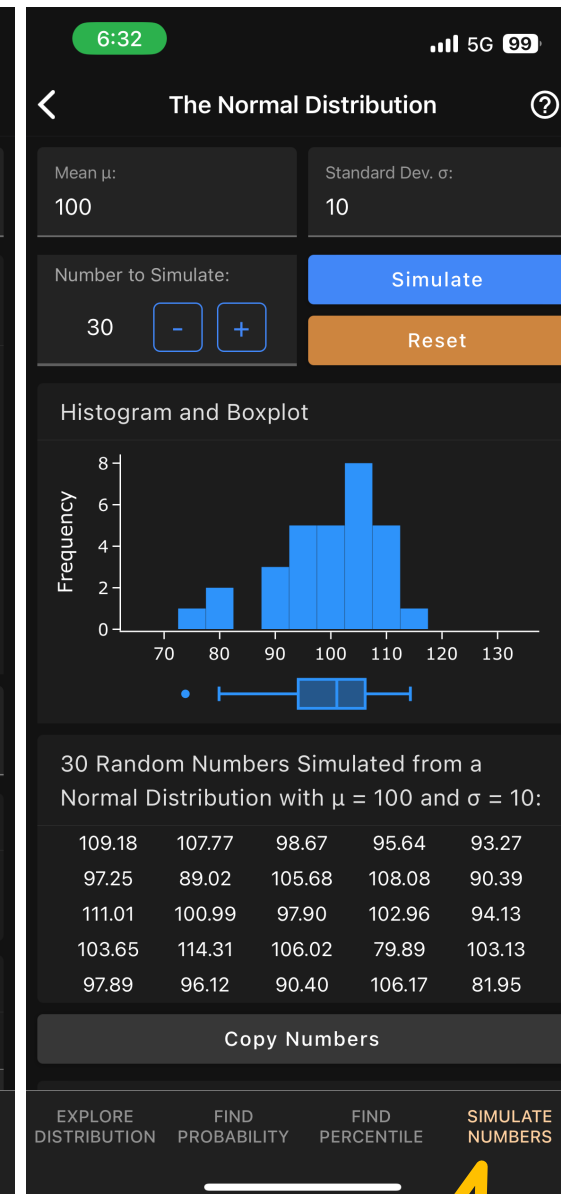 6:32
5G 99
The Normal Distribution
Mean μ:
Standard Dev. σ:
100
10
Number to Simulate:
Simulate
30
-
+
Reset
Histogram and Boxplot
Frequency
8
6
4
2
0
70 80 90 100 110 120 130
30 Random Numbers Simulated from a
Normal Distribution with μ = 100 and σ = 10:
109.18 107.77 98.67 95.64 93.27
97.25 89.02 105.68 108.08 90.39
111.01 100.99 97.90 102.96 94.13
103.65 114.31 106.02 79.89 103.13
97.89 96.12 90.40 106.17 81.95
Copy Numbers
EXPLORE
DISTRIBUTION
FIND
PROBABILITY
FIND
PERCENTILE
SIMULATE
NUMBERS